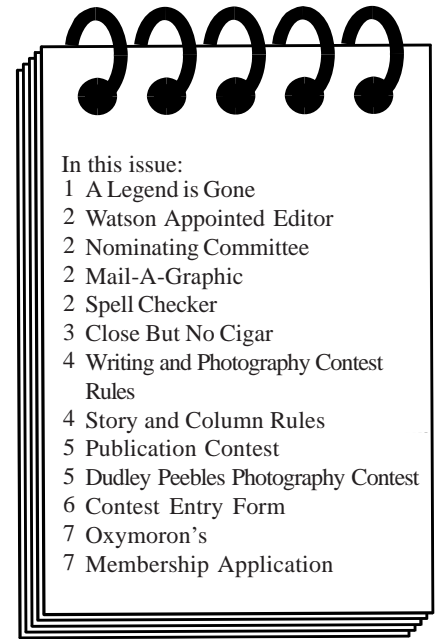 In this issue:
1 A Legend is Gone
2 Watson Appointed Editor
2 Nominating Committee
2 Mail-A-Graphic
2 Spell Checker
3 Close But No Cigar
4 Writing and Photography Contest
Rules
4 Story and Column Rules
5 Publication Contest
5 Dudley Peebles Photography Contest
6 Contest Entry Form
7 Oxymoron's
7 Membership Application